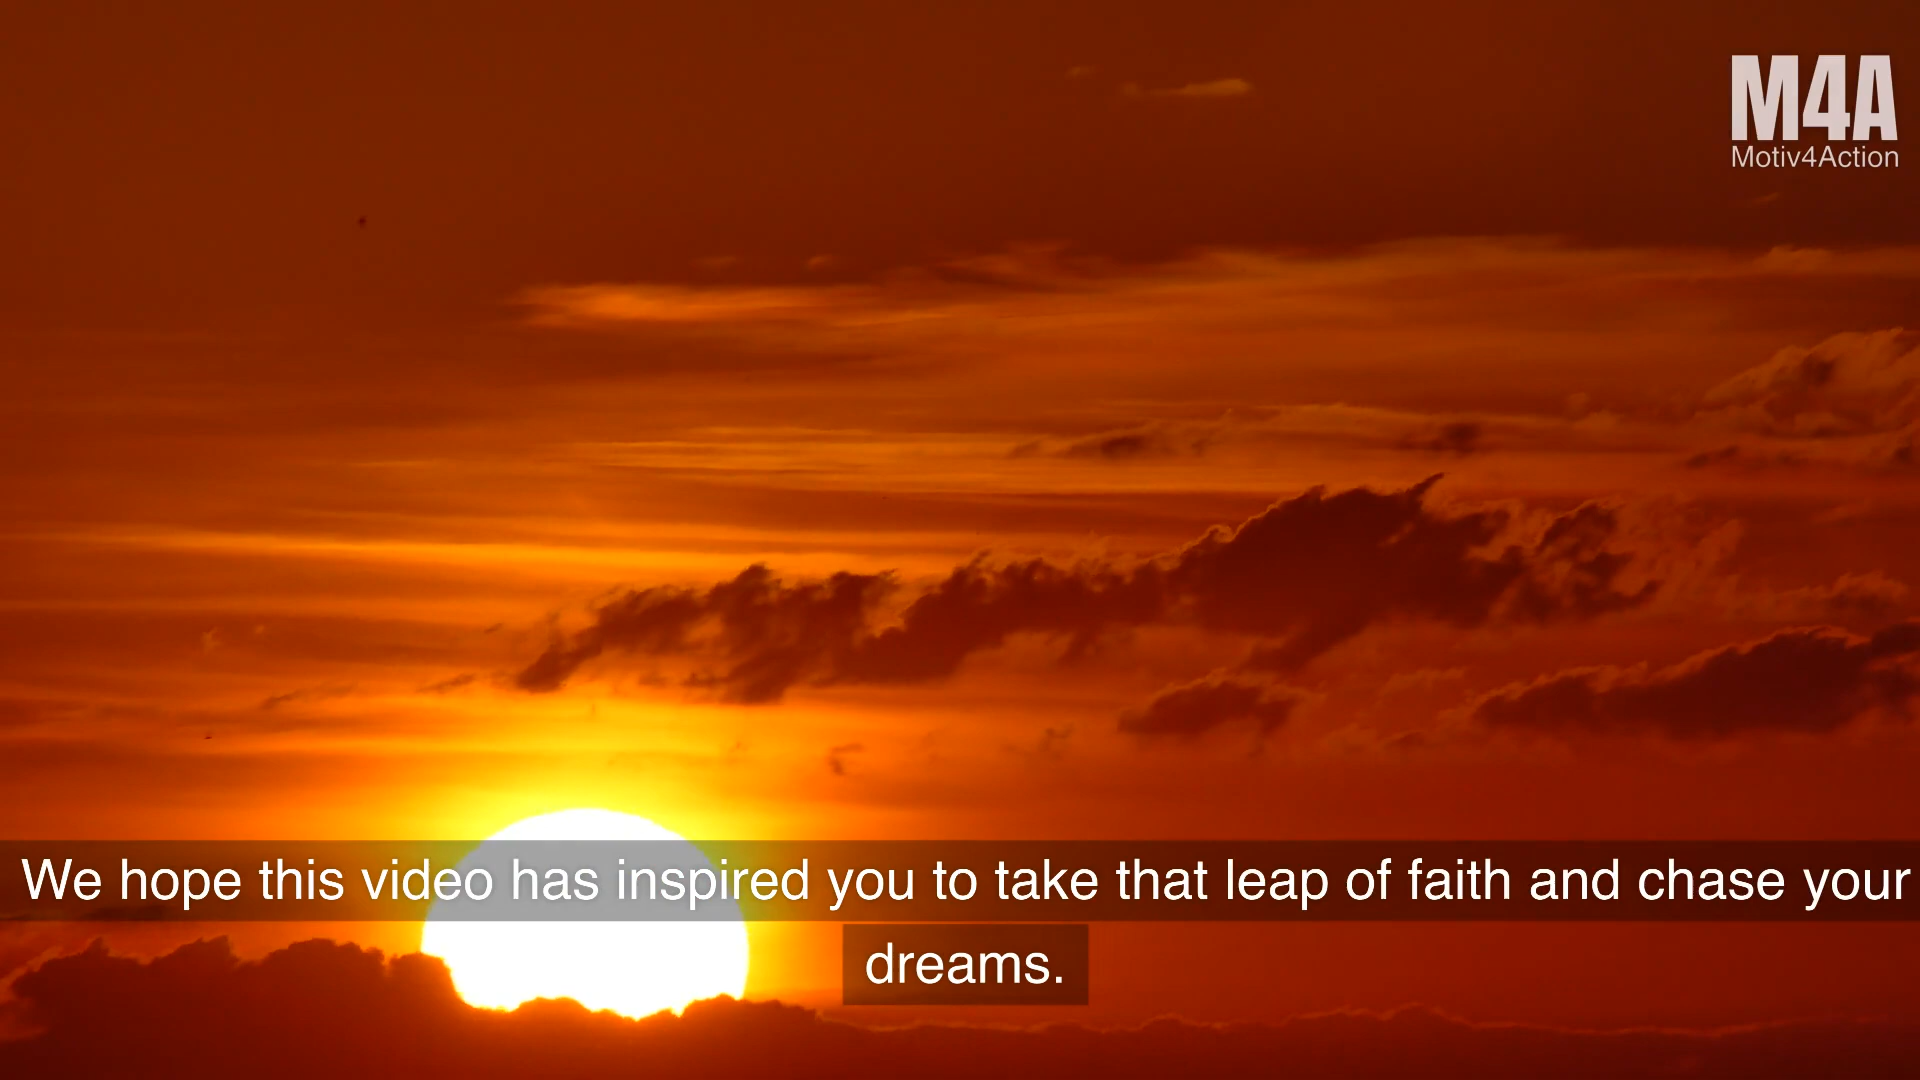 M4A
Motiv4Action
We hope this video has inspired you to take that leap of faith and chase your
dreams.